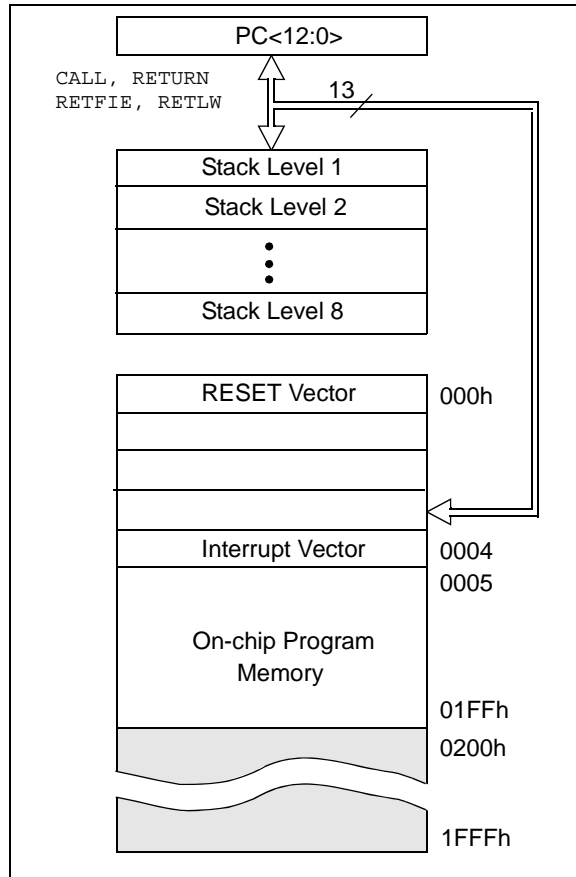 PC<12:0>
CALL, RETURN
RETFIE, RETLW
13
Stack Level 1
Stack Level 2
Stack Level 8
RESET Vector
000h
Interrupt Vector
0004
0005
On-chip Program
Memory
01FFh
0200h
1FFFh